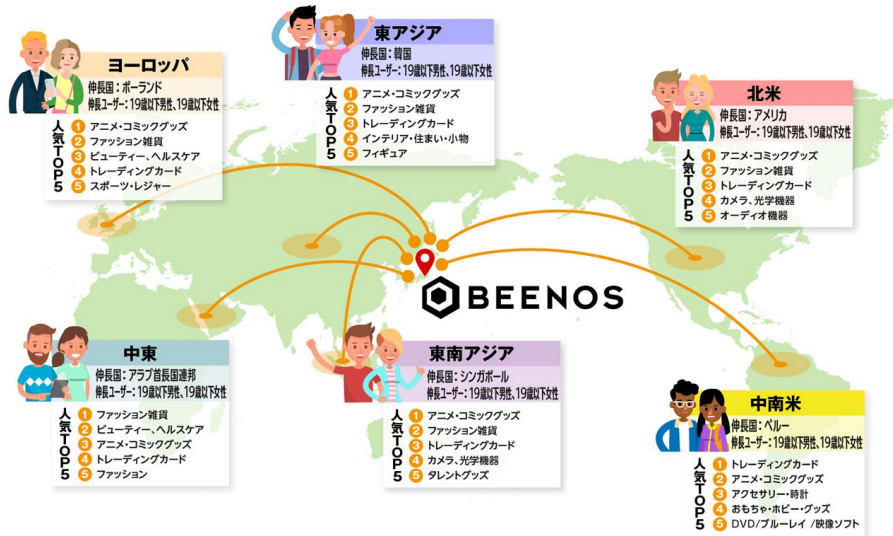 ヨーロッパ
伸長国：ポーランド
伸長ユーザー：19歳以下男性、19歳以下女性
人気TOP5
1 アニメ・コミックグッズ
2 ファッション雑貨
3 ビューティー、ヘルスケア
4 トレーディングカード
5 スポーツ・レジャー
東アジア
伸長国：韓国
伸長ユーザー：19歳以下男性、19歳以下女性
人気TOP5
1 アニメ・コミックグッズ
2 ファッション雑貨
3 トレーディングカード
4 インテリア・住まい・小物
5 フィギュア
北米
伸長国：アメリカ
伸長ユーザー：19歳以下男性、19歳以下女性
人気TOP5
1 アニメ・コミックグッズ
2 ファッション雑貨
3 トレーディングカード
4 カメラ、光学機器
5 オーディオ機器
BEENOS
中東
伸長国：アラブ首長国連邦
伸長ユーザー：19歳以下男性、19歳以下女性
人気TOP5
1 ファッション雑貨
2 ビューティー、ヘルスケア
3 アニメ・コミックグッズ
4 トレーディングカード
5 ファッション
東南アジア
伸長国：シンガポール
伸長ユーザー：19歳以下男性、19歳以下女性
人気TOP5
1 アニメ・コミックグッズ
2 ファッション雑貨
3 トレーディングカード
4 カメラ、光学機器
5 タレントグッズ
中南米
伸長国：ペルー
伸長ユーザー：19歳以下男性、19歳以下女性
人気TOP5
1 トレーディングカード
2 アニメ・コミックグッズ
3 アクセサリー・時計
4 おもちゃ・ホビー・グッズ
5 DVD/ブルーレイ /映像ソフト